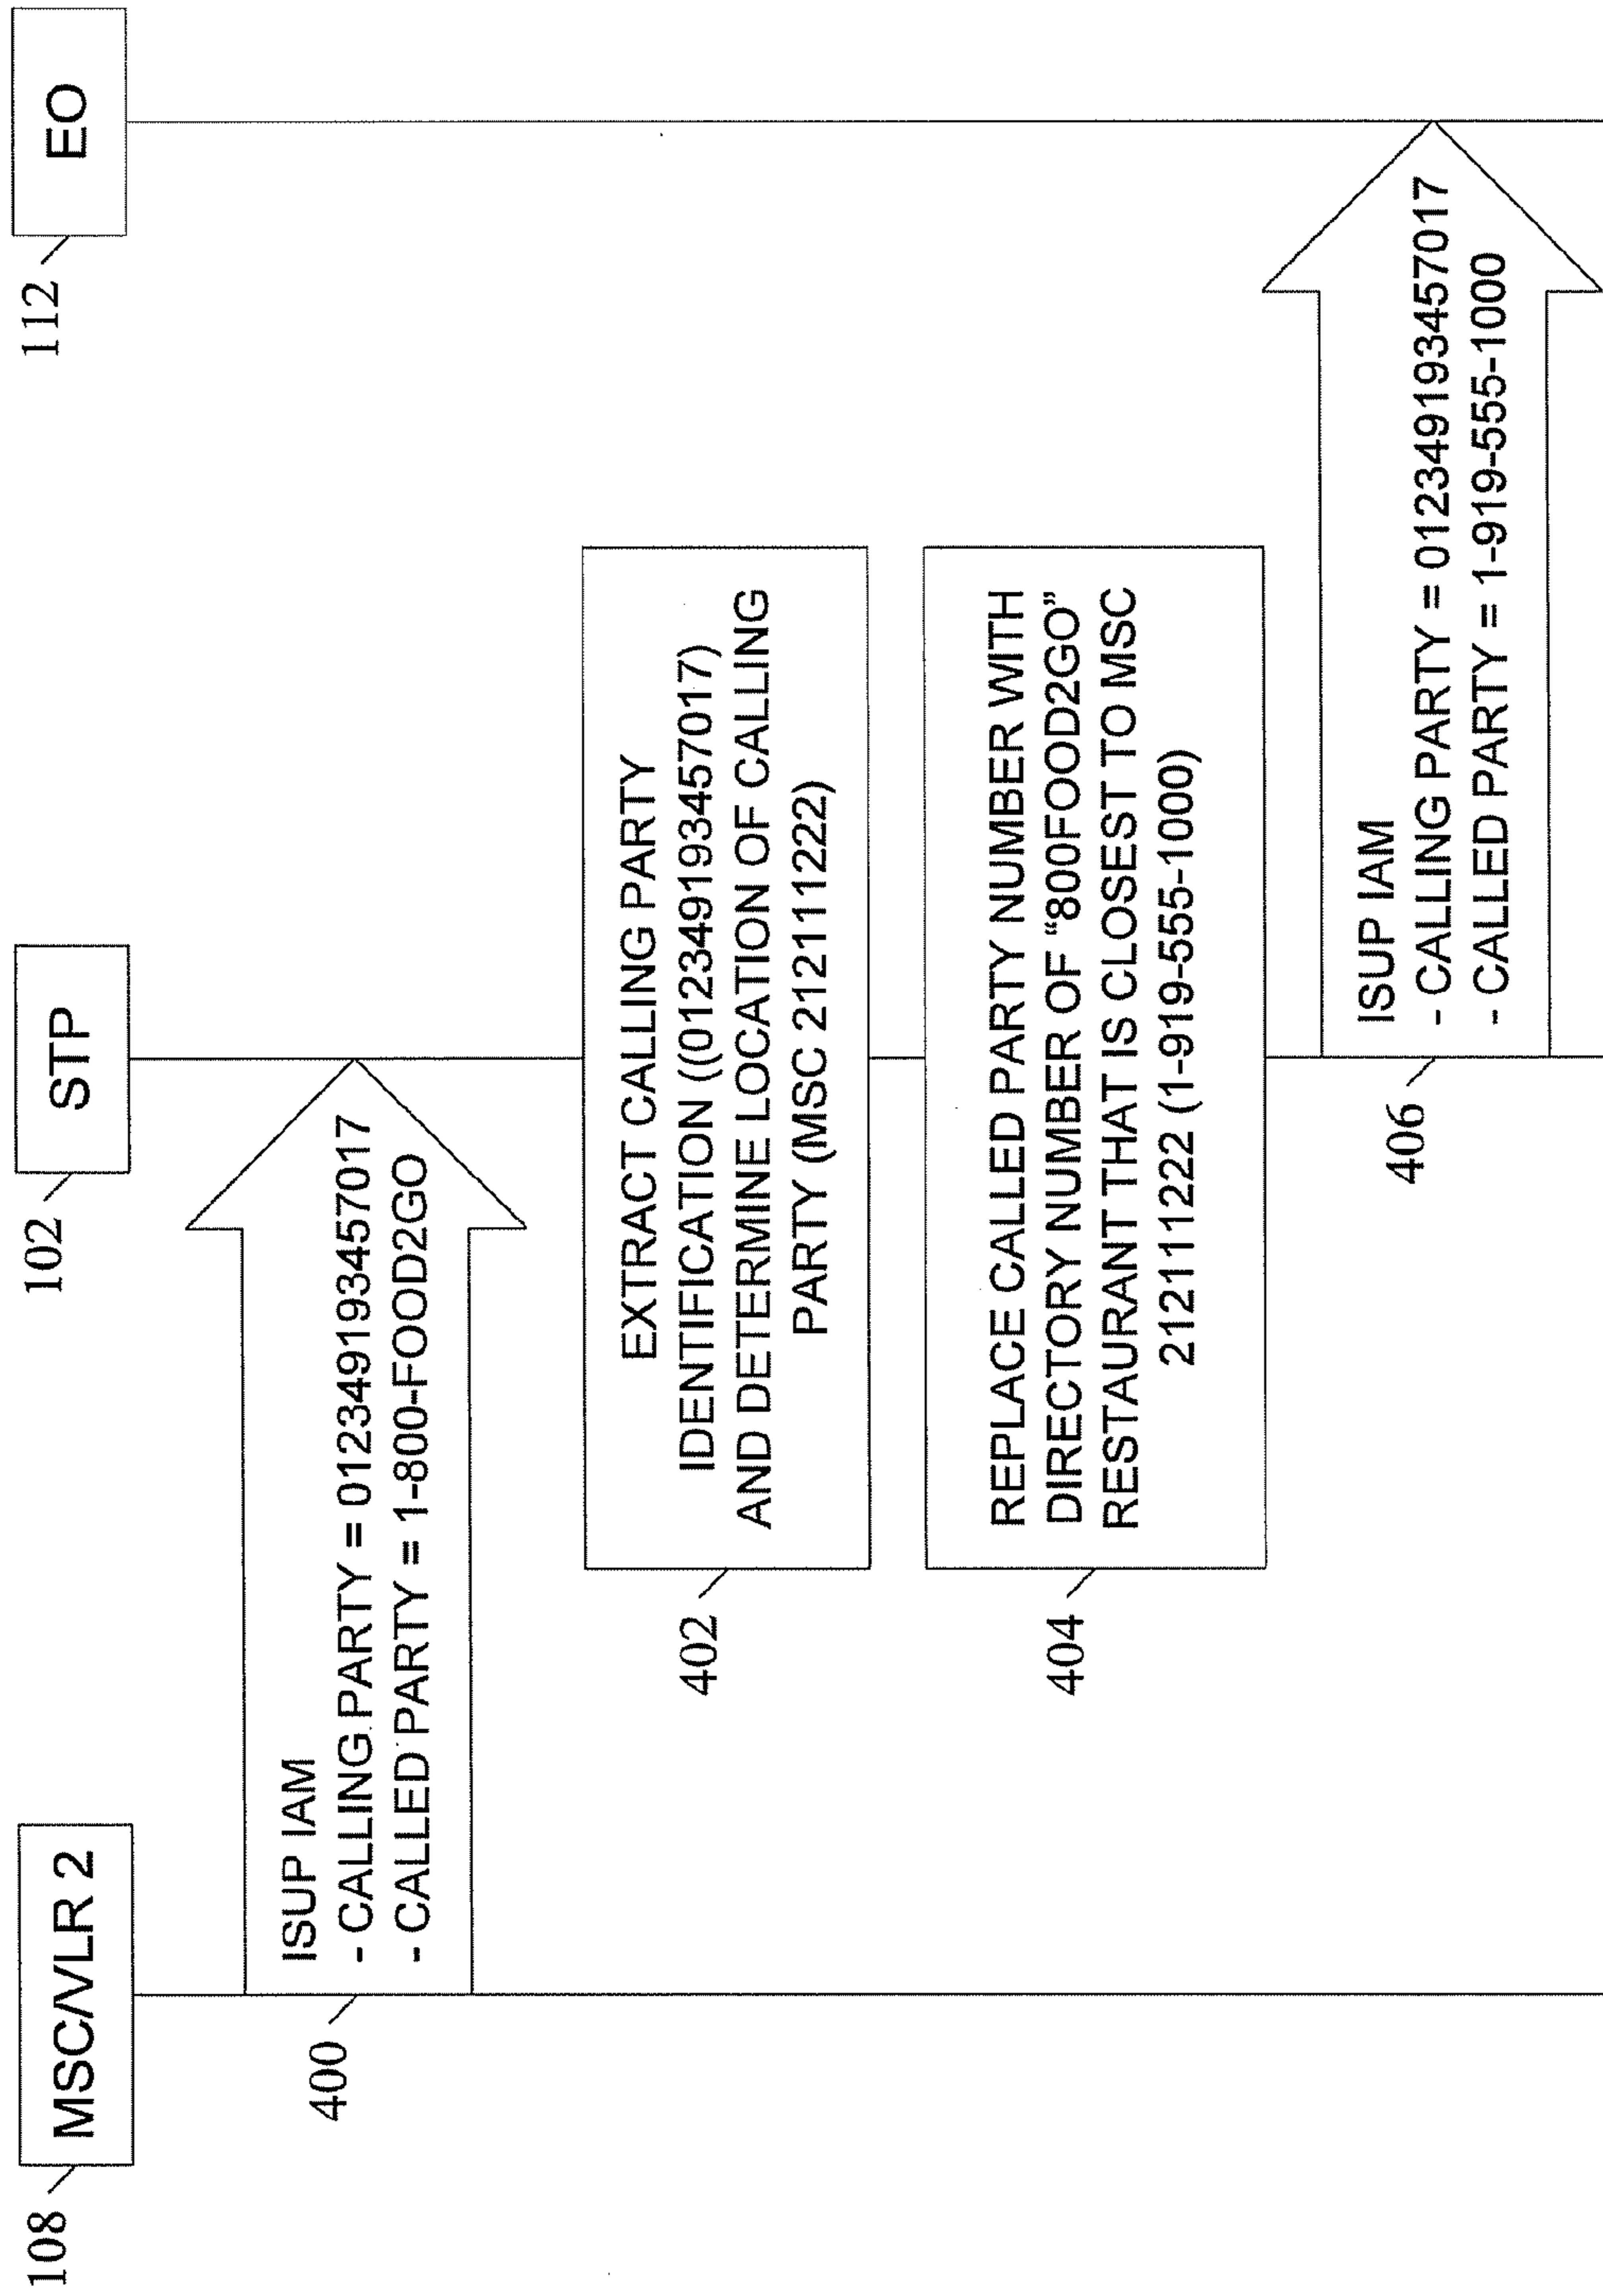 108
MSC/VLR 2
102
STP
112
EO
400
ISUP IAM
- CALLING PARTY = 0123491934570​17
- CALLED PARTY = 1-800-FOOD2GO
402
EXTRACT CALLING PARTY
IDENTIFICATION ((012349193457017)
AND DETERMINE LOCATION OF CALLING
PARTY (MSC 21211122​2)
404
REPLACE CALLED PARTY NUMBER WITH
DIRECTORY NUMBER OF “800FOOD2GO”
RESTAURANT THAT IS CLOSEST TO MSC
212111222 (1-919-555-1000)
406
ISUP IAM
- CALLING PARTY = 012349193457017
- CALLED PARTY = 1-919-555-1000